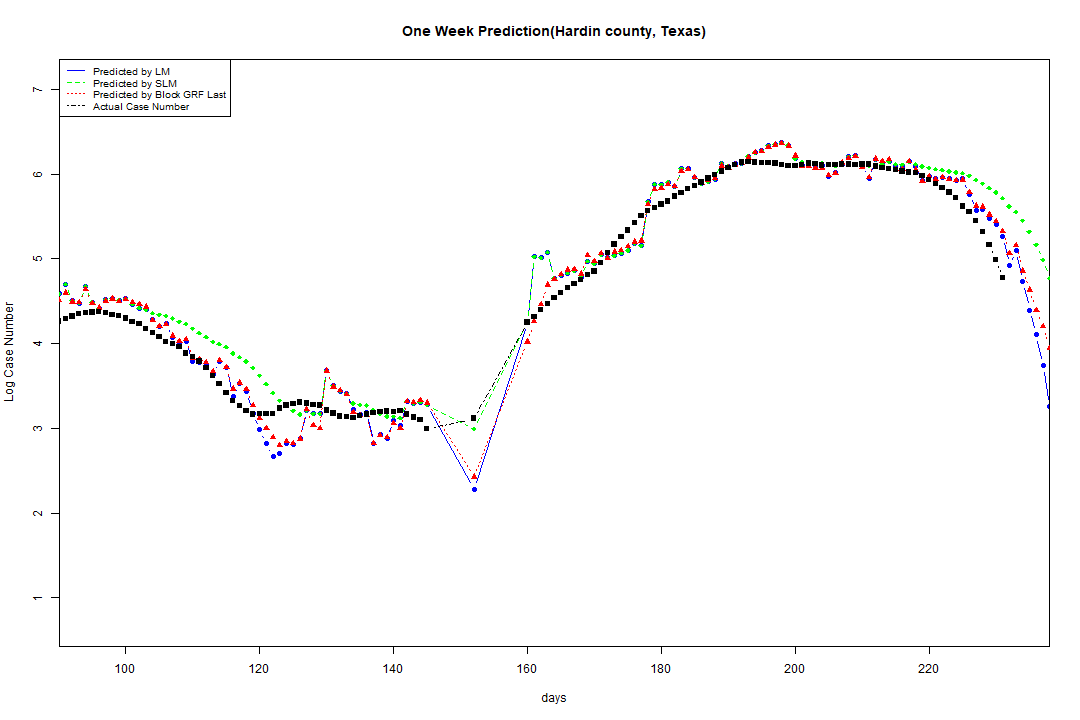 One Week Prediction(Hardin county, Texas)
Predicted by LM
Predicted by SLM
Predicted by Block GRF Last
Actual Case Number
7
6
5
4
3
2
1
Log Case Number
100 120 140 160 180 200 220
days